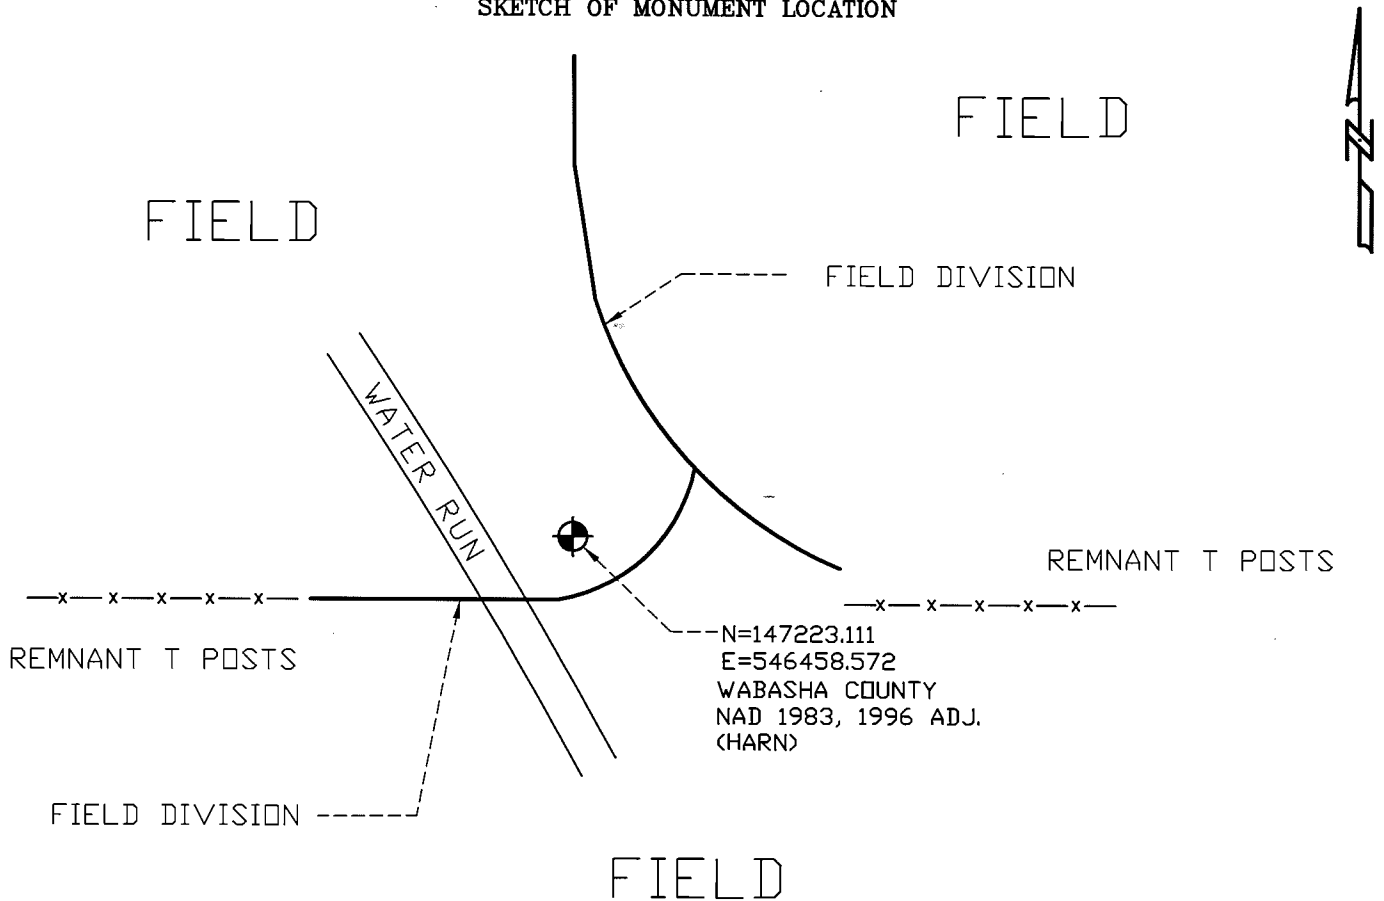 SKETCH OF MONUMENT LOCATION
FIELD
N
FIELD
FIELD DIVISION
WATER RUN
REMNANT T POSTS
x x x x x
x x x x x
N=147223.111
REMNANT T POSTS
E=546458.572
WABASHA COUNTY
NAD 1983, 1996 ADJ.
(HARN)
FIELD DIVISION
FIELD